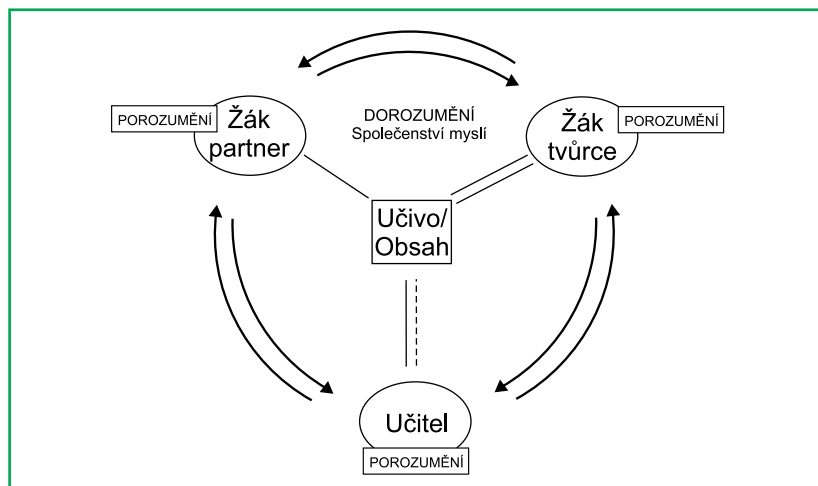 POROZUMĚNÍ
Žák
partner
DOROZUMĚNÍ
Společenství myslí
Žák
tvůrce
POROZUMĚNÍ
Učivo/
Obsah
Učitel
POROZUMĚNÍ